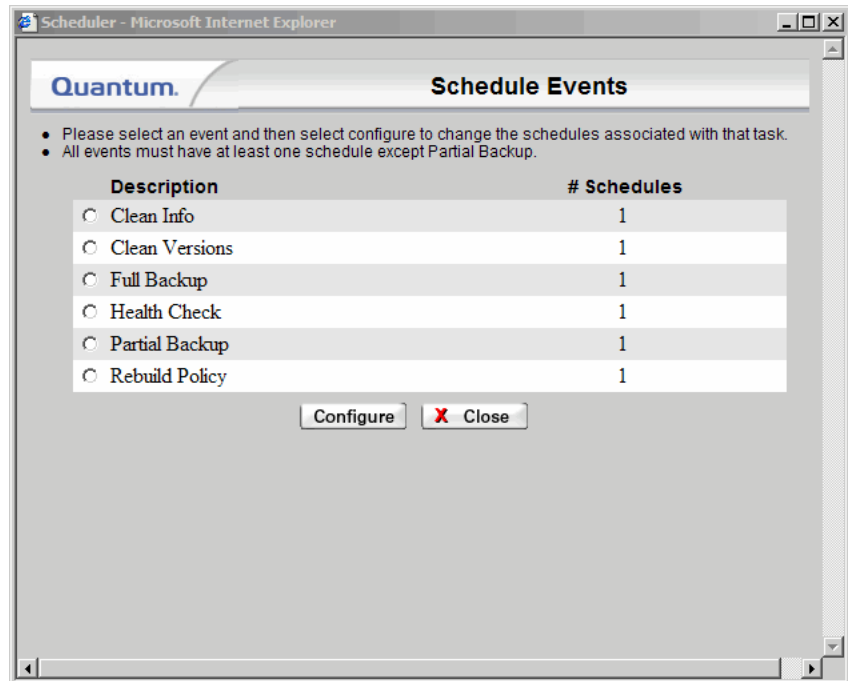 Scheduler - Microsoft Internet Explorer
Quantum. Schedule Events
Please select an event and then select configure to change the schedules associated with that task.
All events must have at least one schedule except Partial Backup.
Description # Schedules
Clean Info 1
Clean Versions 1
Full Backup 1
Health Check 1
Partial Backup 1
Rebuild Policy 1
Configure X Close